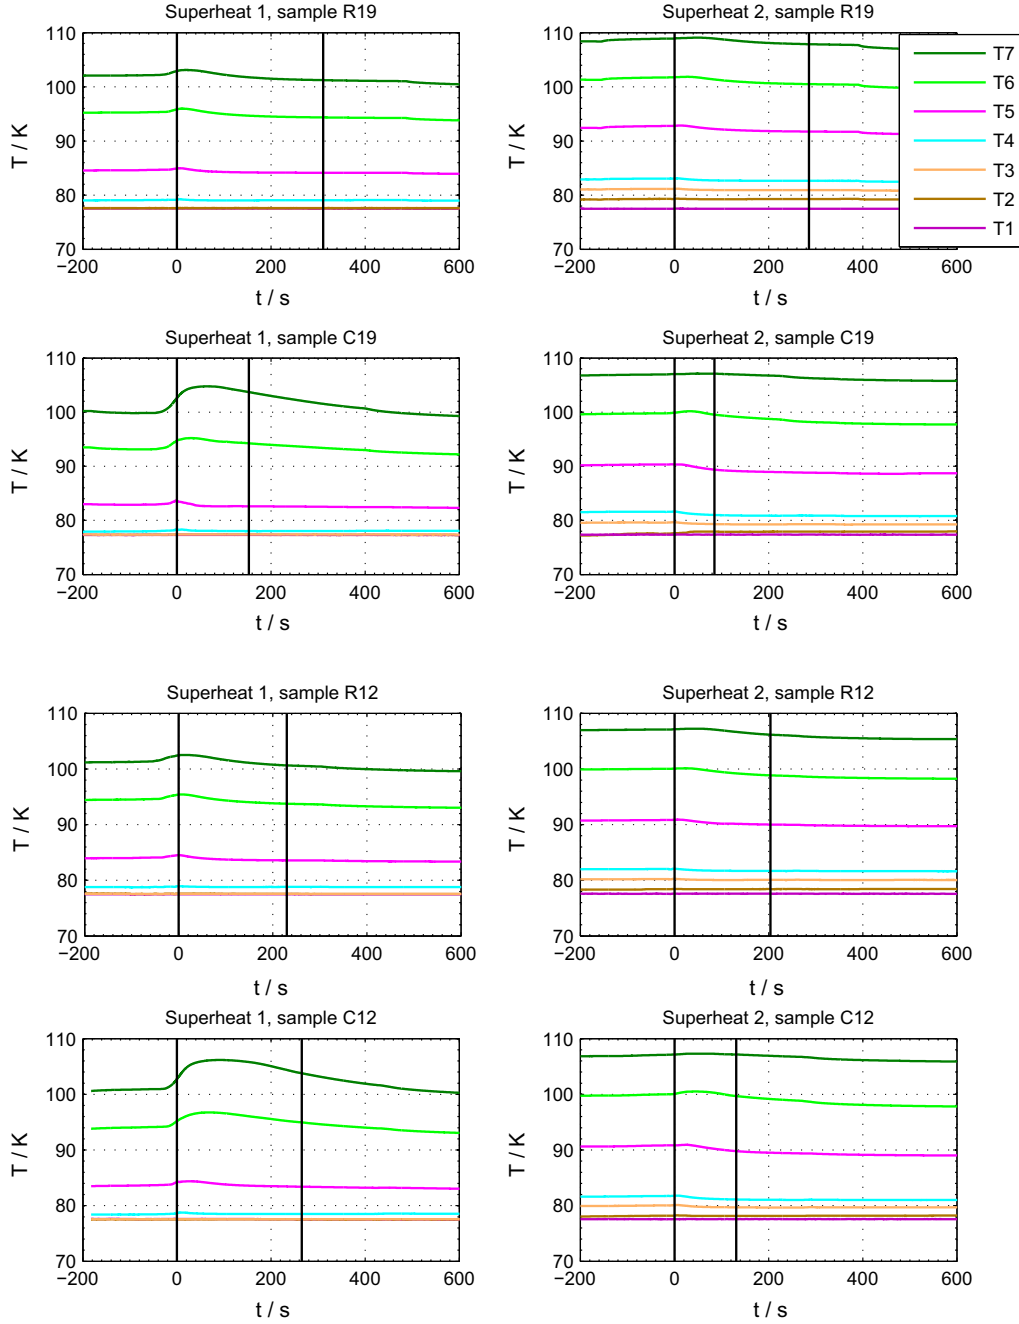 Superheat 1, sample R19
110
100
90
80
70
T / K
−200 0 200 400 600
t / s
Superheat 2, sample R19
110
100
90
80
70
T / K
−200 0 200 400 600
t / s
T7
T6
T5
T4
T3
T2
T1
Superheat 1, sample C19
110
100
90
80
70
T / K
−200 0 200 400 600
t / s
Superheat 2, sample C19
110
100
90
80
70
T / K
−200 0 200 400 600
t / s
Superheat 1, sample R12
110
100
90
80
70
T / K
−200 0 200 400 600
t / s
Superheat 2, sample R12
110
100
90
80
70
T / K
−200 0 200 400 600
t / s
Superheat 1, sample C12
110
100
90
80
70
T / K
−200 0 200 400 600
t / s
Superheat 2, sample C12
110
100
90
80
70
T / K
−200 0 200 400 600
t / s